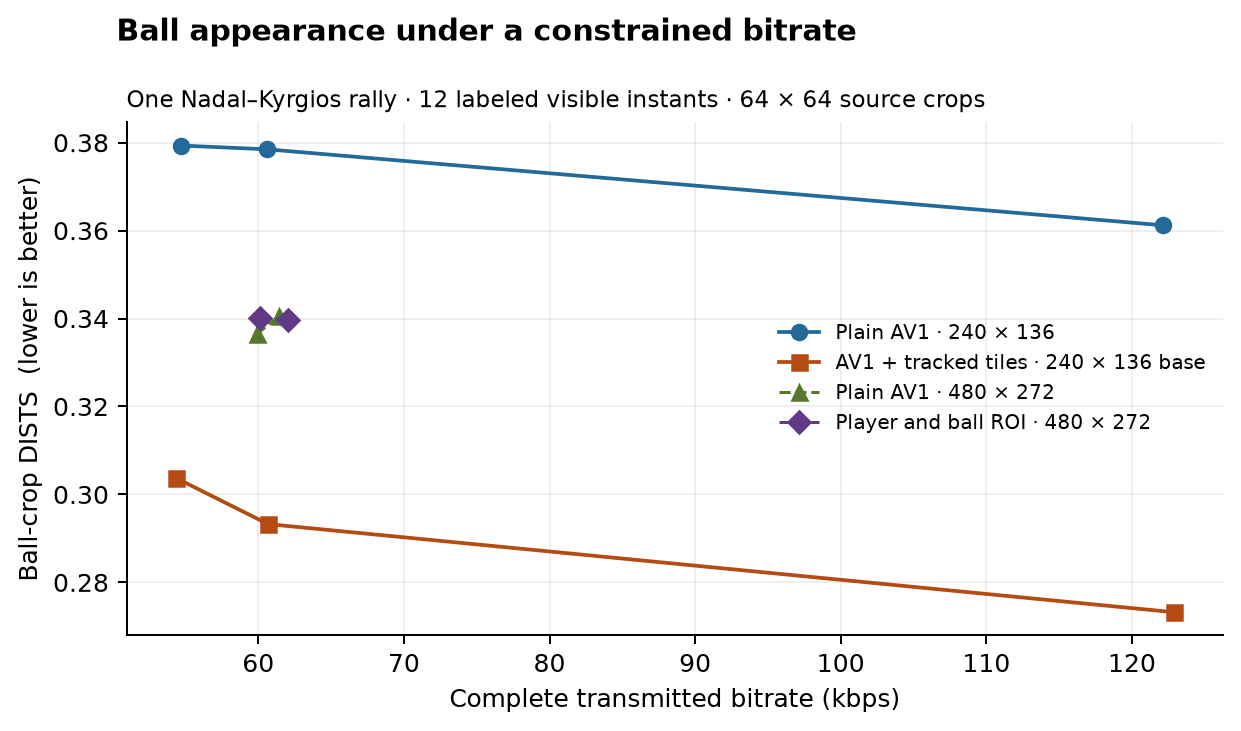 Ball appearance under a constrained bitrate
One Nadal–Kyrgios rally · 12 labeled visible instants · 64 × 64 source crops
Ball-crop DISTS  (lower is better)
0.38
0.36
0.34
0.32
0.30
0.28
Plain AV1 · 240 × 136
AV1 + tracked tiles · 240 × 136 base
Plain AV1 · 480 × 272
Player and ball ROI · 480 × 272
60 70 80 90 100 110 120
Complete transmitted bitrate (kbps)